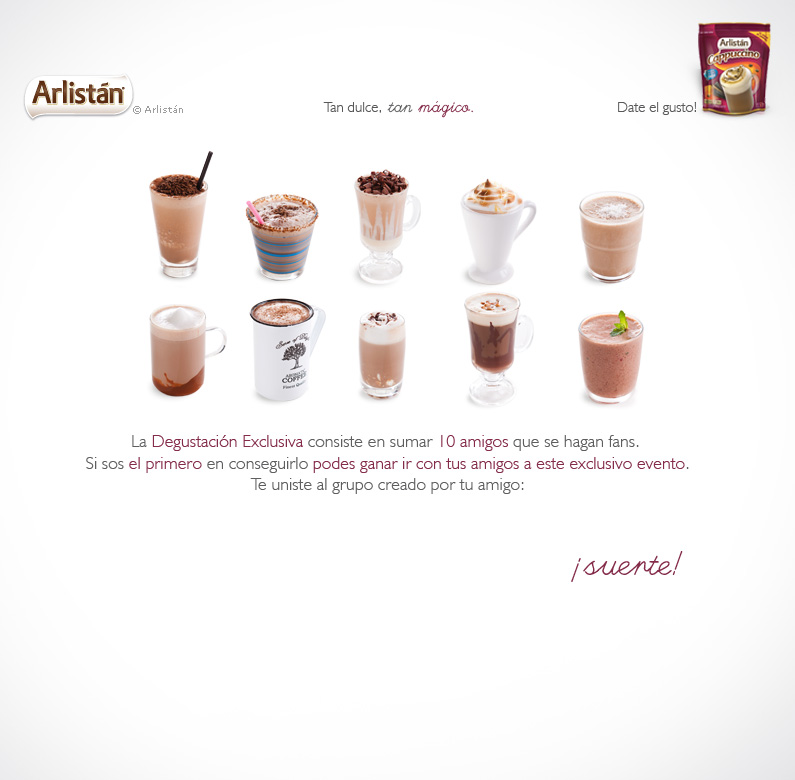 Arlistán
© Arlistán
Tan dulce, tan mágico.
Date el gusto!
Arlistán
Cappuccino
COFFEE
La Degustación Exclusiva consiste en sumar 10 amigos que se hagan fans.
Si sos el primero en conseguirlo podes ganar ir con tus amigos a este exclusivo evento.
Te uniste al grupo creado por tu amigo:
¡suerte!